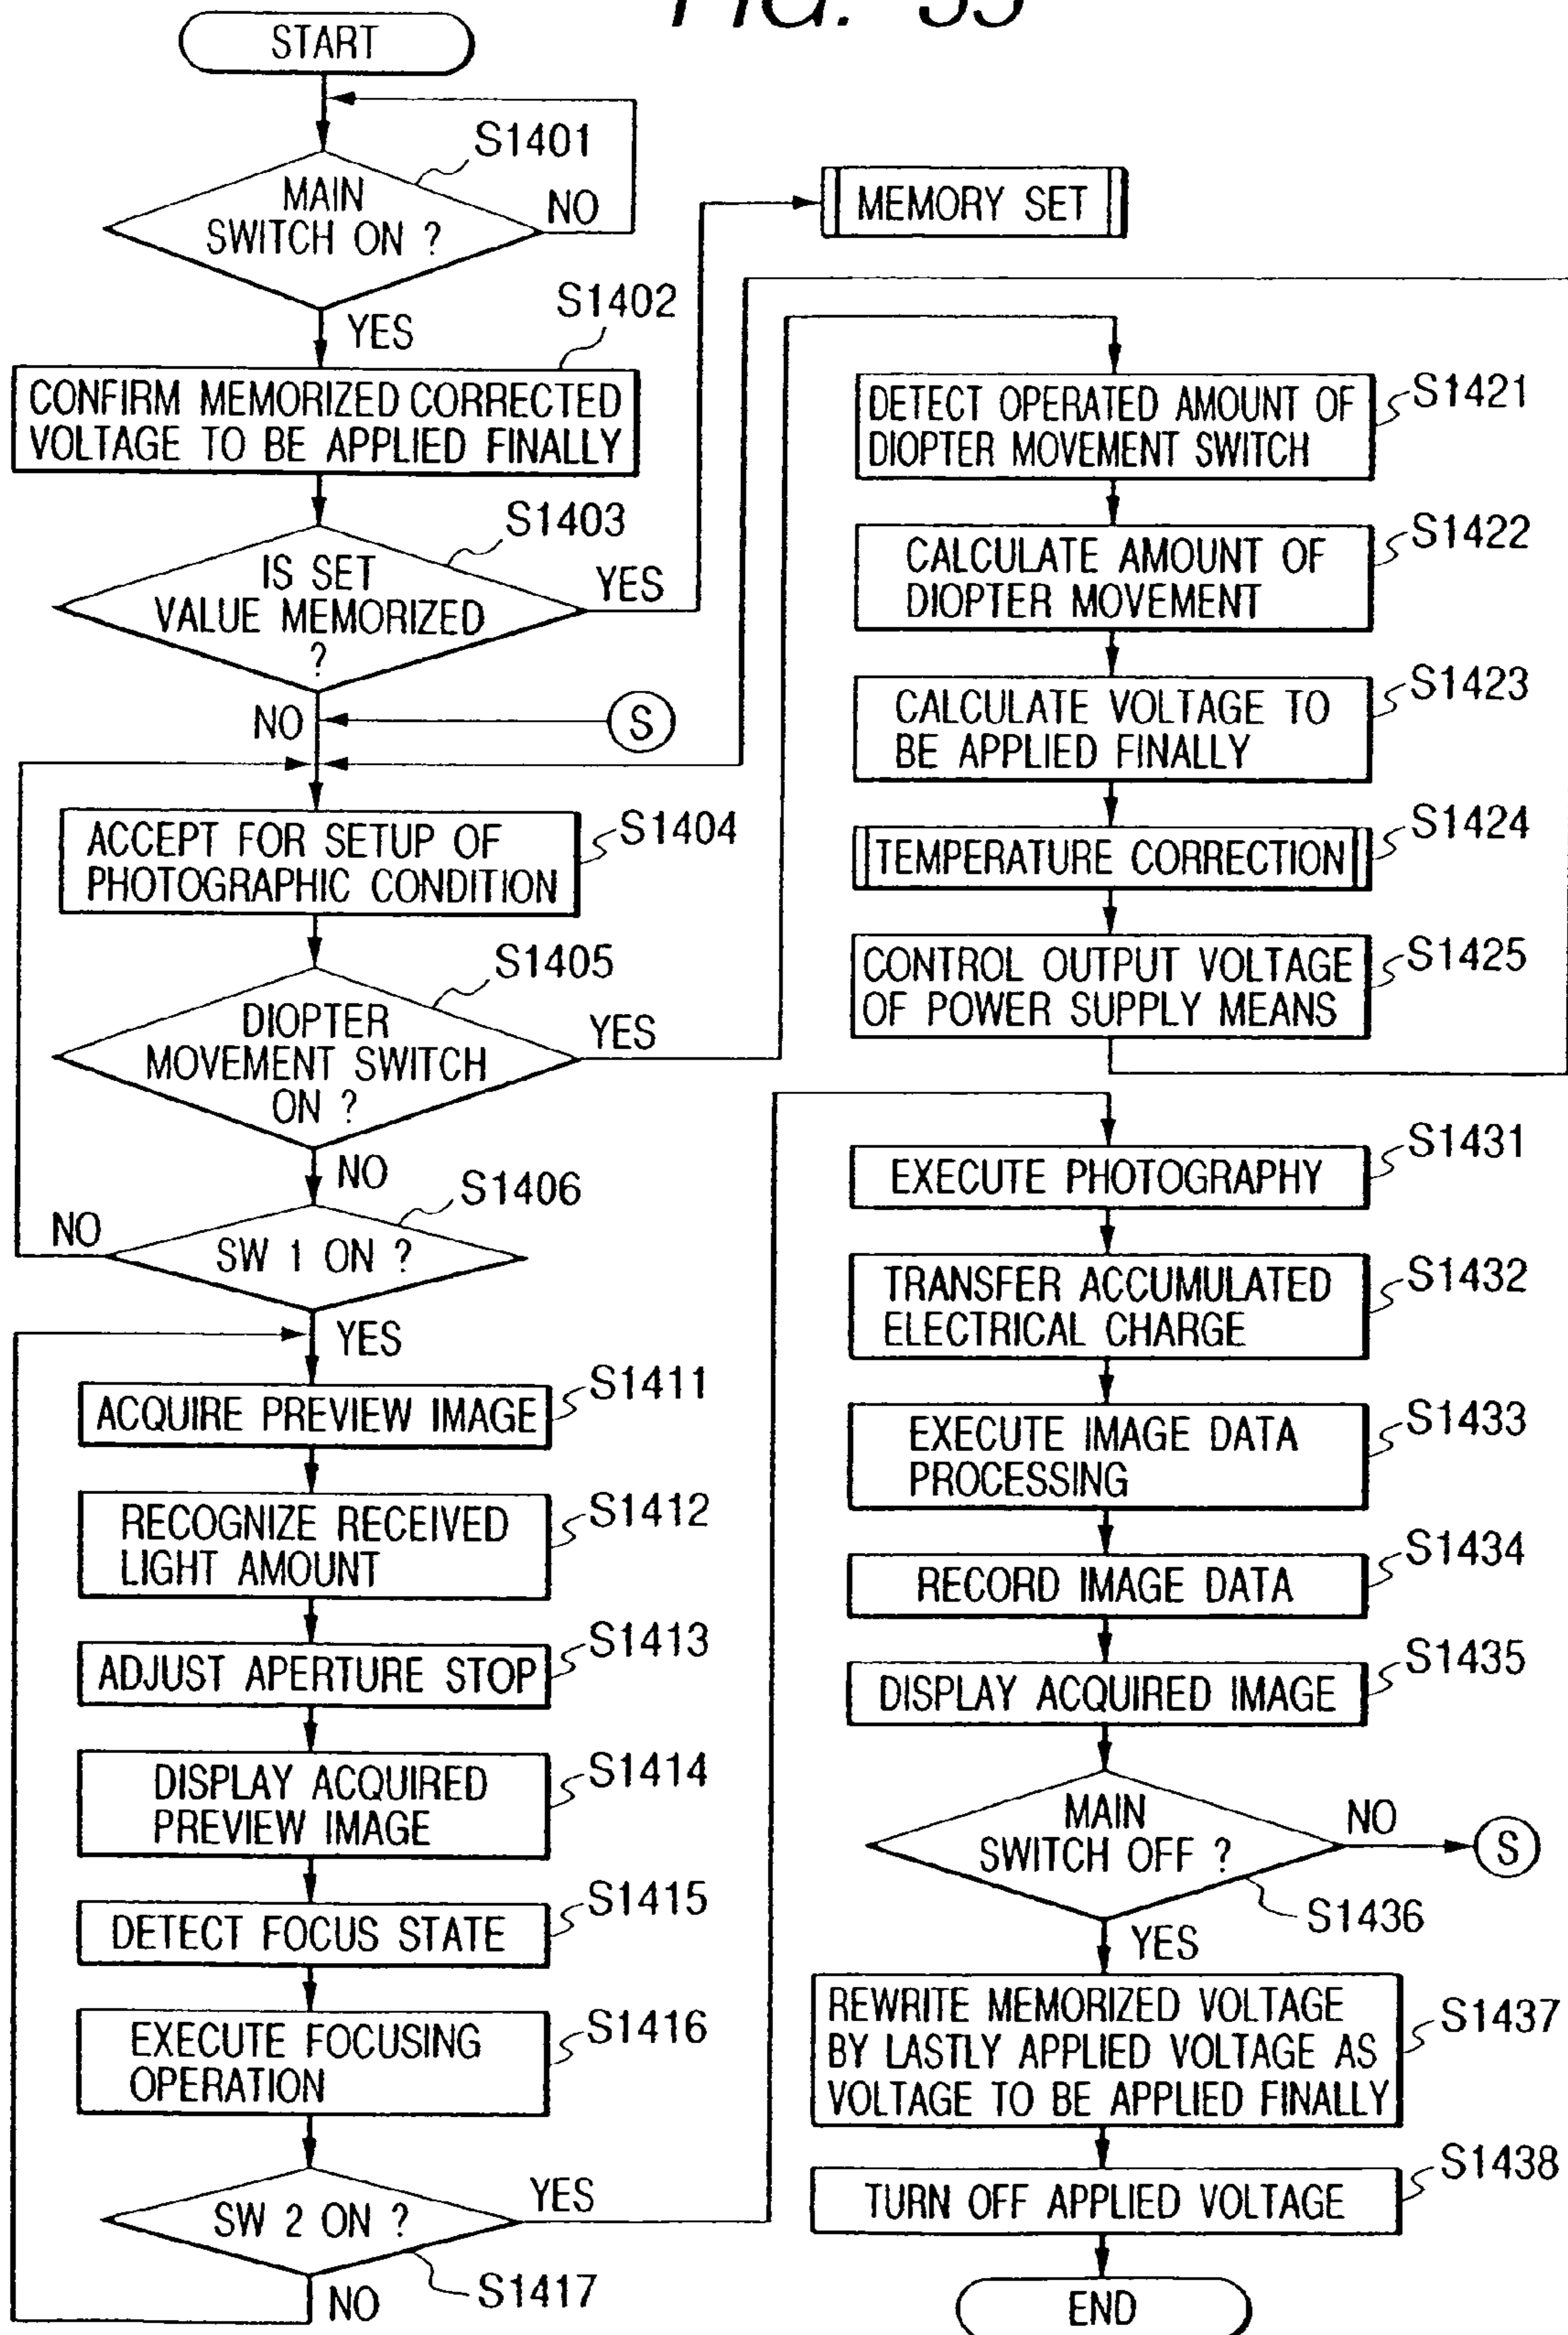 FIG. 35
START
S1401
MAIN
SWITCH ON ?
NO
YES
S1402
CONFIRM MEMORIZED CORRECTED
VOLTAGE TO BE APPLIED FINALLY
S1403
IS SET
VALUE MEMORIZED
?
YES
MEMORY SET
NO
S
S1404
ACCEPT FOR SETUP OF
PHOTOGRAPHIC CONDITION
S1405
DIOPTER
MOVEMENT SWITCH
ON ?
YES
NO
S1406
SW 1 ON ?
NO
YES
S1411
ACQUIRE PREVIEW IMAGE
S1412
RECOGNIZE RECEIVED
LIGHT AMOUNT
S1413
ADJUST APERTURE STOP
S1414
DISPLAY ACQUIRED
PREVIEW IMAGE
S1415
DETECT FOCUS STATE
S1416
EXECUTE FOCUSING
OPERATION
SW 2 ON ?
YES
S1417
NO
S1421
DETECT OPERATED AMOUNT OF
DIOPTER MOVEMENT SWITCH
S1422
CALCULATE AMOUNT OF
DIOPTER MOVEMENT
S1423
CALCULATE VOLTAGE TO
BE APPLIED FINALLY
S1424
TEMPERATURE CORRECTION
S1425
CONTROL OUTPUT VOLTAGE
OF POWER SUPPLY MEANS
S1431
EXECUTE PHOTOGRAPHY
S1432
TRANSFER ACCUMULATED
ELECTRICAL CHARGE
S1433
EXECUTE IMAGE DATA
PROCESSING
S1434
RECORD IMAGE DATA
S1435
DISPLAY ACQUIRED IMAGE
MAIN
SWITCH OFF ?
NO
S
S1436
YES
S1437
REWRITE MEMORIZED VOLTAGE
BY LASTLY APPLIED VOLTAGE AS
VOLTAGE TO BE APPLIED FINALLY
S1438
TURN OFF APPLIED VOLTAGE
END